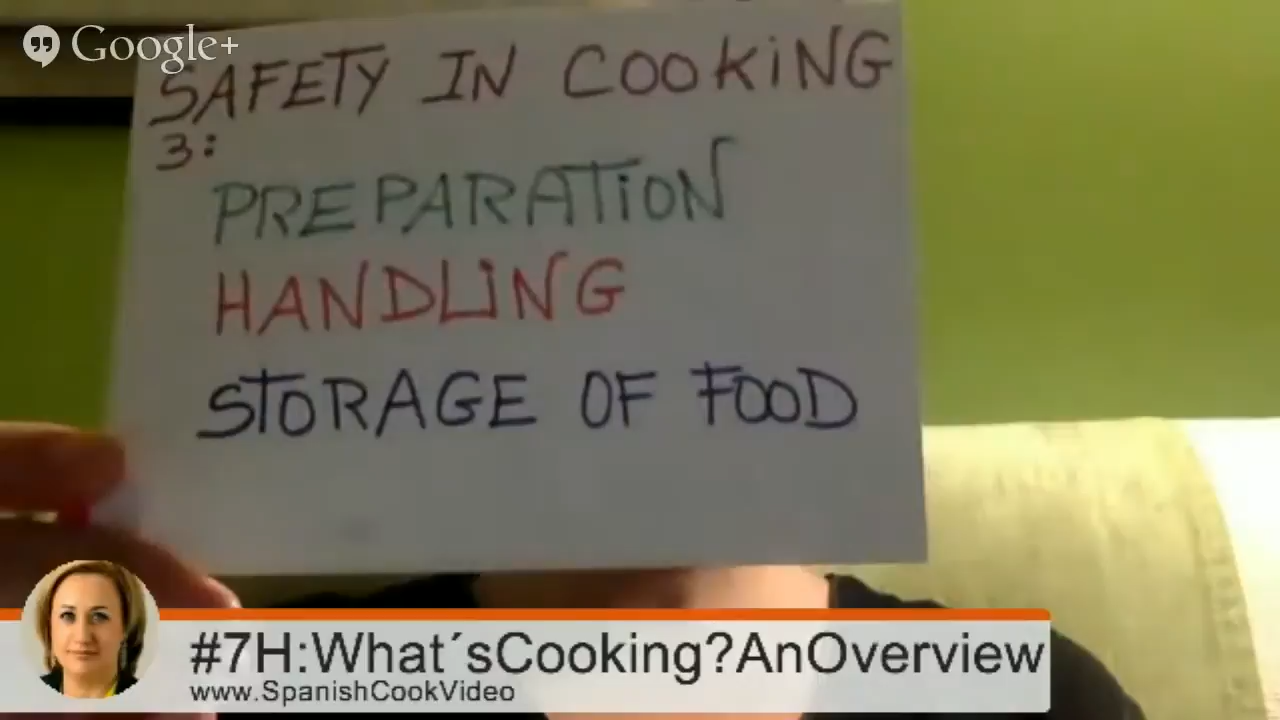 Google+
SAFETY IN COOKiNG
3:
PREPARATiON
HANDLiNG
STORAGE OF FOOD
#7H:What´sCooking?AnOverview
www.SpanishCookVideo